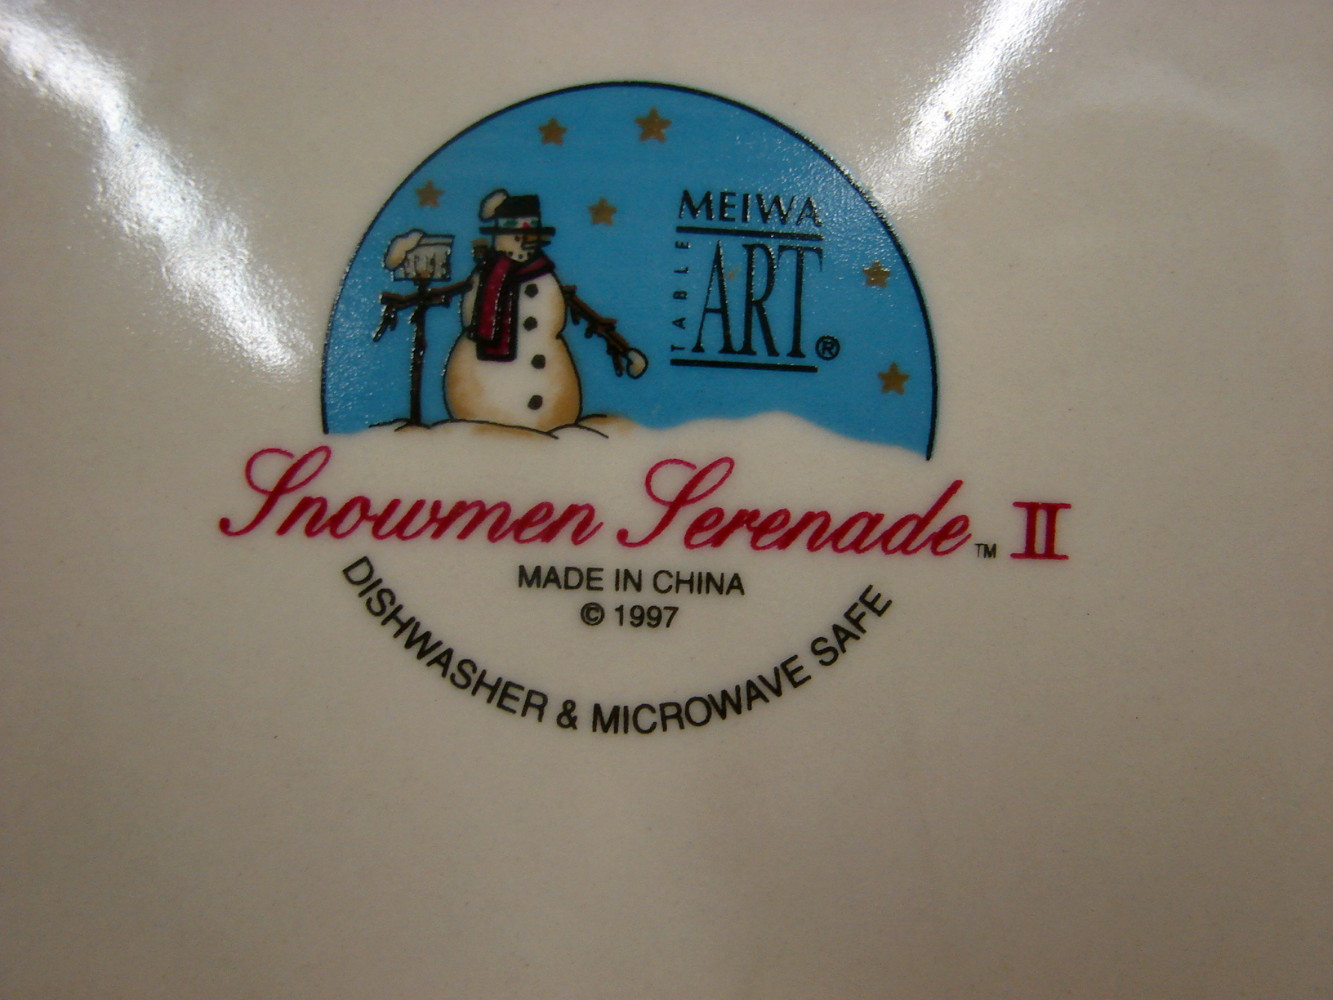 MEIWA
TABLE
ART®
Snowmen Serenade™ II
MADE IN CHINA
© 1997
DISHWASHER & MICROWAVE SAFE